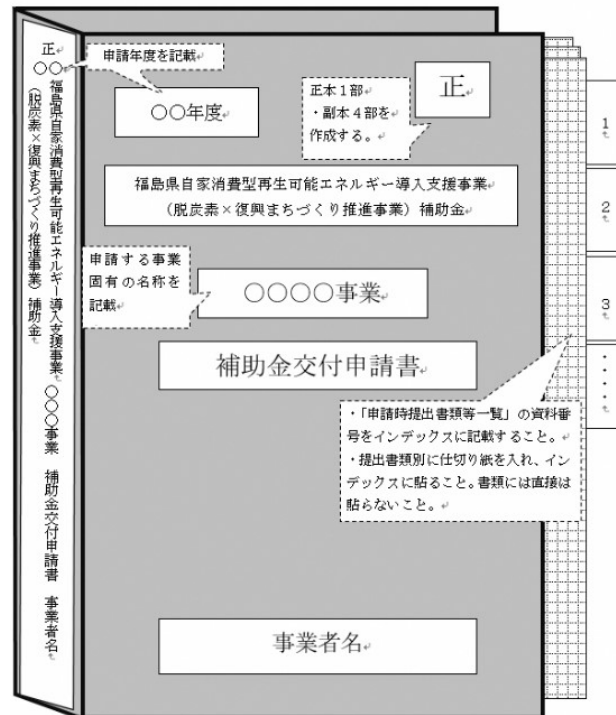 正
○○
福島県自家消費型再生可能エネルギー導入支援事業
（脱炭素×復興まちづくり推進事業）補助金
○○○事業
補助金交付申請書
事業者名
申請年度を記載
○○年度
正本１部
・副本４部を
作成する。
正
福島県自家消費型再生可能エネルギー導入支援事業
（脱炭素×復興まちづくり推進事業）補助金
申請する事業
固有の名称を
記載
○○○○事業
補助金交付申請書
・「申請時提出書類等一覧」の資料番
号をインデックスに記載すること。
・提出書類別に仕切り紙を入れ、イン
デックスに貼ること。書類には直接は
貼らないこと。
事業者名
1
2
3
・・・・